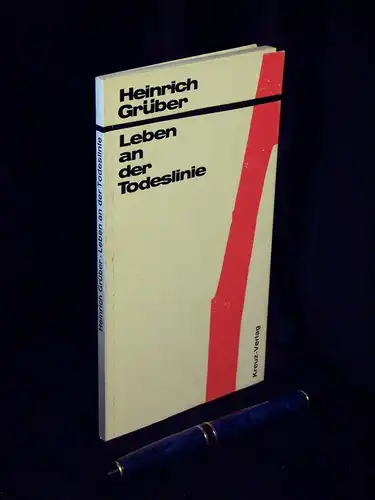 Heinrich
Grüber
Leben
an
der
Todeslinie
Kreuz-Verlag
Heinrich Grüber · Leben an der Todeslinie